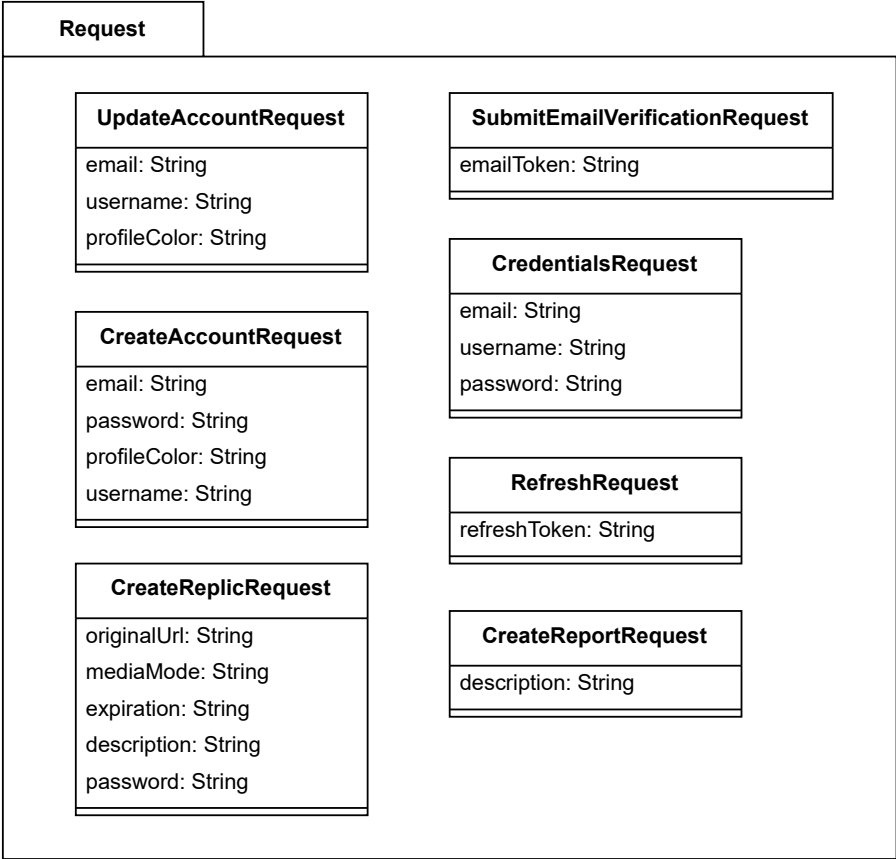 Request
UpdateAccountRequest
email: String
username: String
profileColor: String
CreateAccountRequest
email: String
password: String
profileColor: String
username: String
CreateReplicRequest
originalUrl: String
mediaMode: String
expiration: String
description: String
password: String
SubmitEmailVerificationRequest
emailToken: String
CredentialsRequest
email: String
username: String
password: String
RefreshRequest
refreshToken: String
CreateReportRequest
description: String